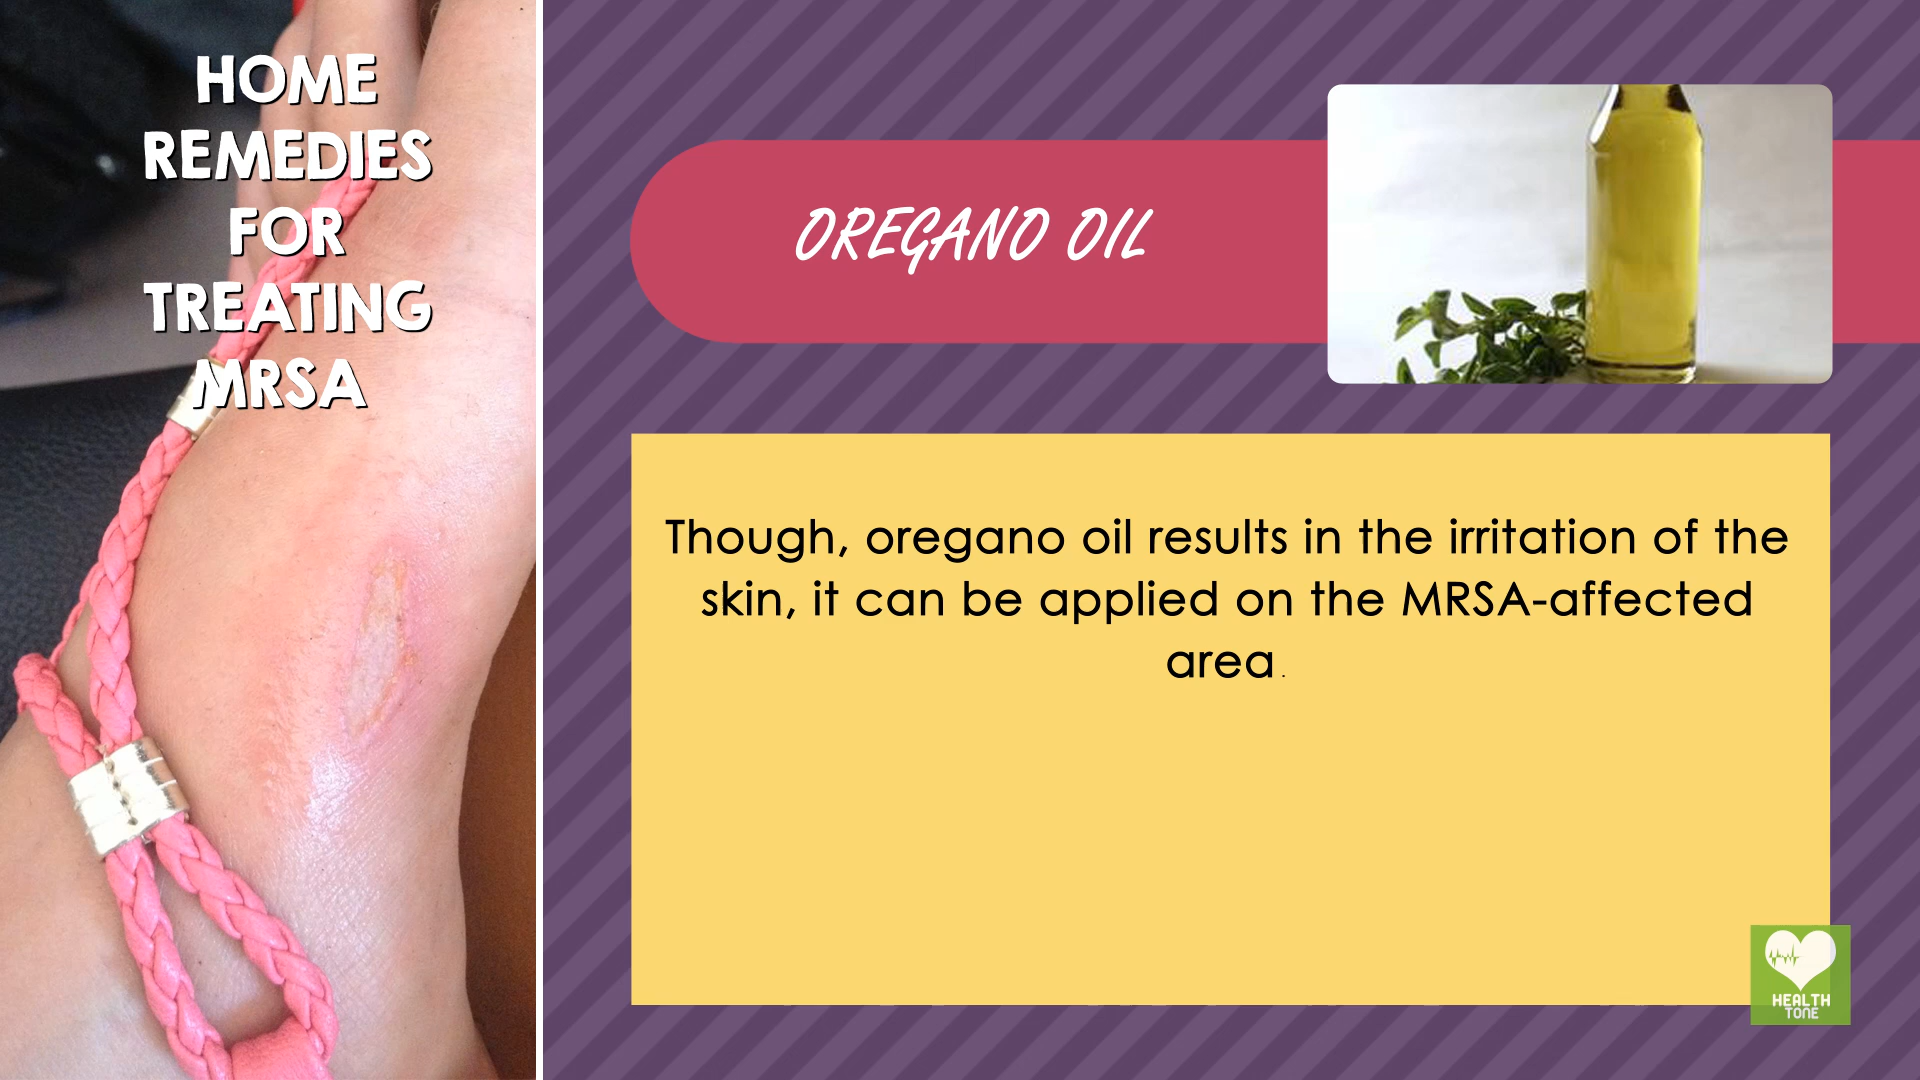 HOME
REMEDIES
FOR
TREATING
MRSA
OREGANO OIL
Though, oregano oil results in the irritation of the
skin, it can be applied on the MRSA-affected
area.
HEALTH
TONE